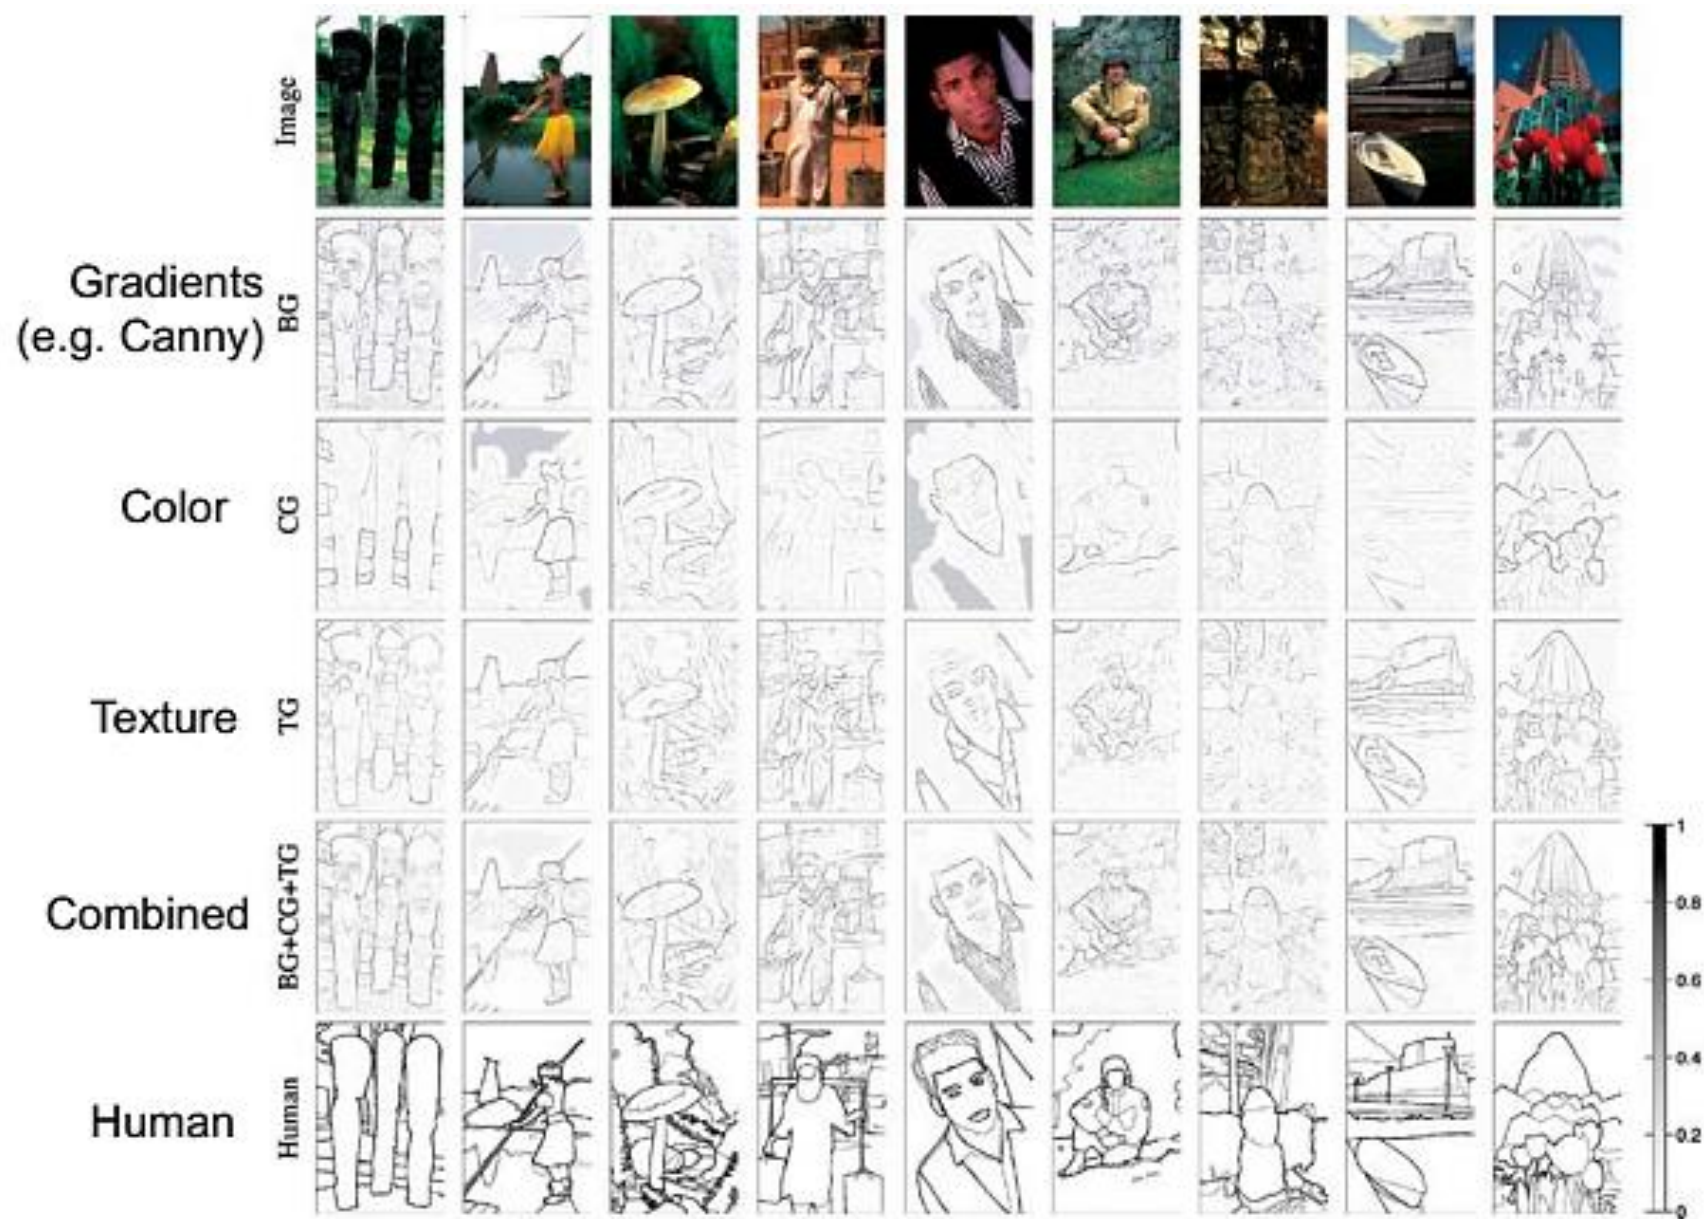 Image
Gradients
(e.g. Canny)
BG
Color
CG
Texture
TG
Combined
BG+CG+TG
Human
Human
1
0.8
0.6
0.4
0.2
0